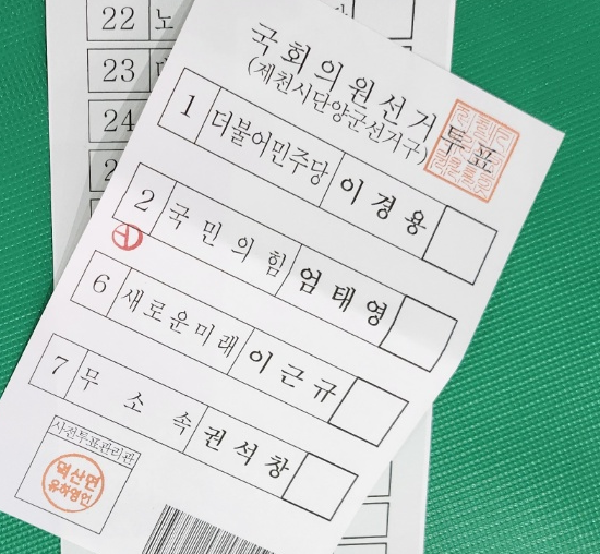 22 노
23
24
국회의원선거투표
(제천시단양군선거구)
1 더불어민주당 이경용
2 국민의힘 엄태영
6 새로운미래 이근규
7 무소속 권석창
사전투표관리관
덕산면